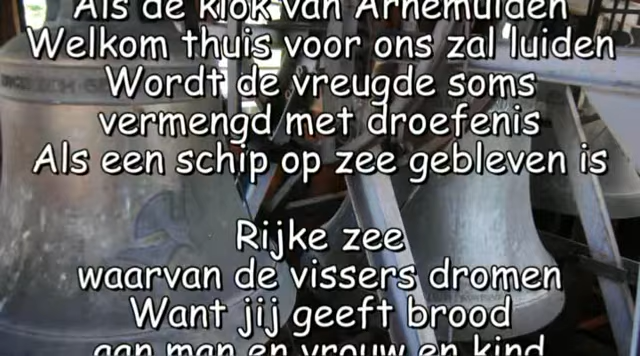 Als de klok van Arnemuiden
Welkom thuis voor ons zal luiden
Wordt de vreugde soms
vermengd met droefenis
Als een schip op zee gebleven is
Rijke zee
waarvan de vissers dromen
Want jij geeft brood
aan man en vrouw en kind